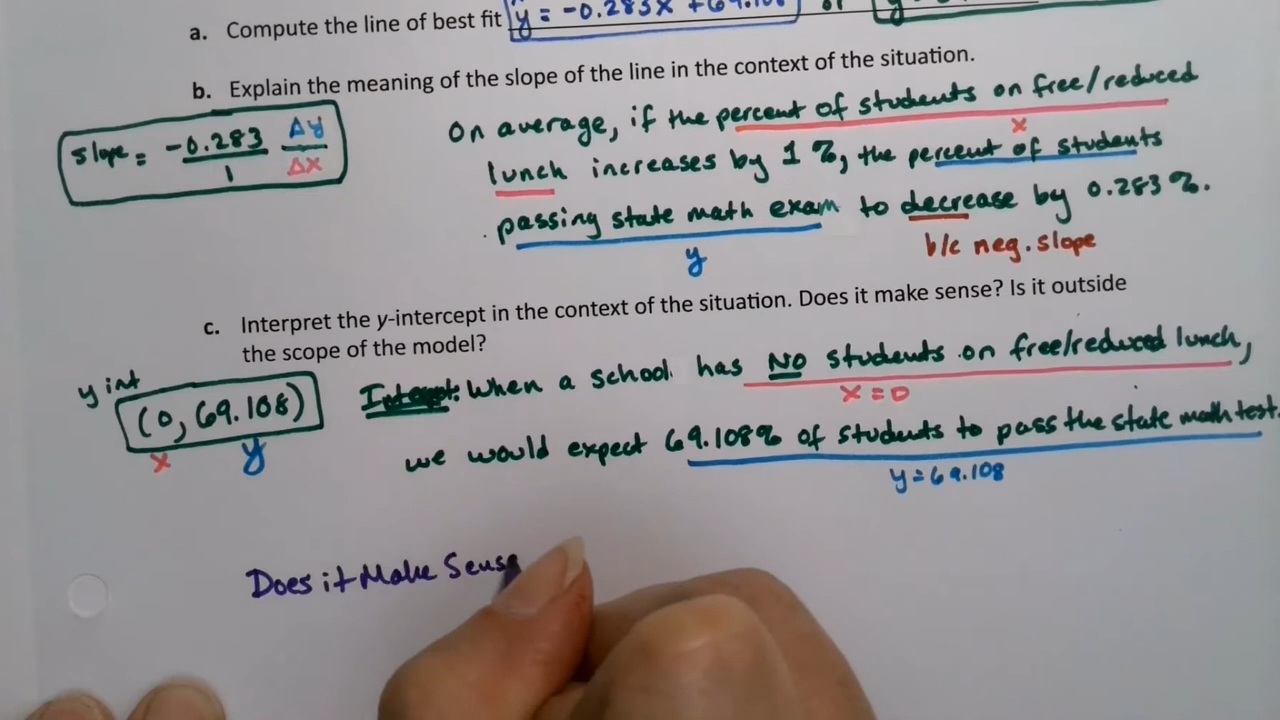 a. Compute the line of best fit y = -0.283x + 69.108 or
b. Explain the meaning of the slope of the line in the context of the situation.
slope = -0.283 / 1 Δy / Δx
On average, if the percent of students on free/reduced
x
lunch increases by 1%, the percent of students
passing state math exam to decrease by 0.283%.
y
b/c neg. slope
c. Interpret the y-intercept in the context of the situation. Does it make sense? Is it outside
the scope of the model?
y int
(0, 69.108)
x y
Interpt: When a school has NO students on free/reduced lunch,
x = 0
we would expect 69.108% of students to pass the state math test.
y = 69.108
Does it Make Sens